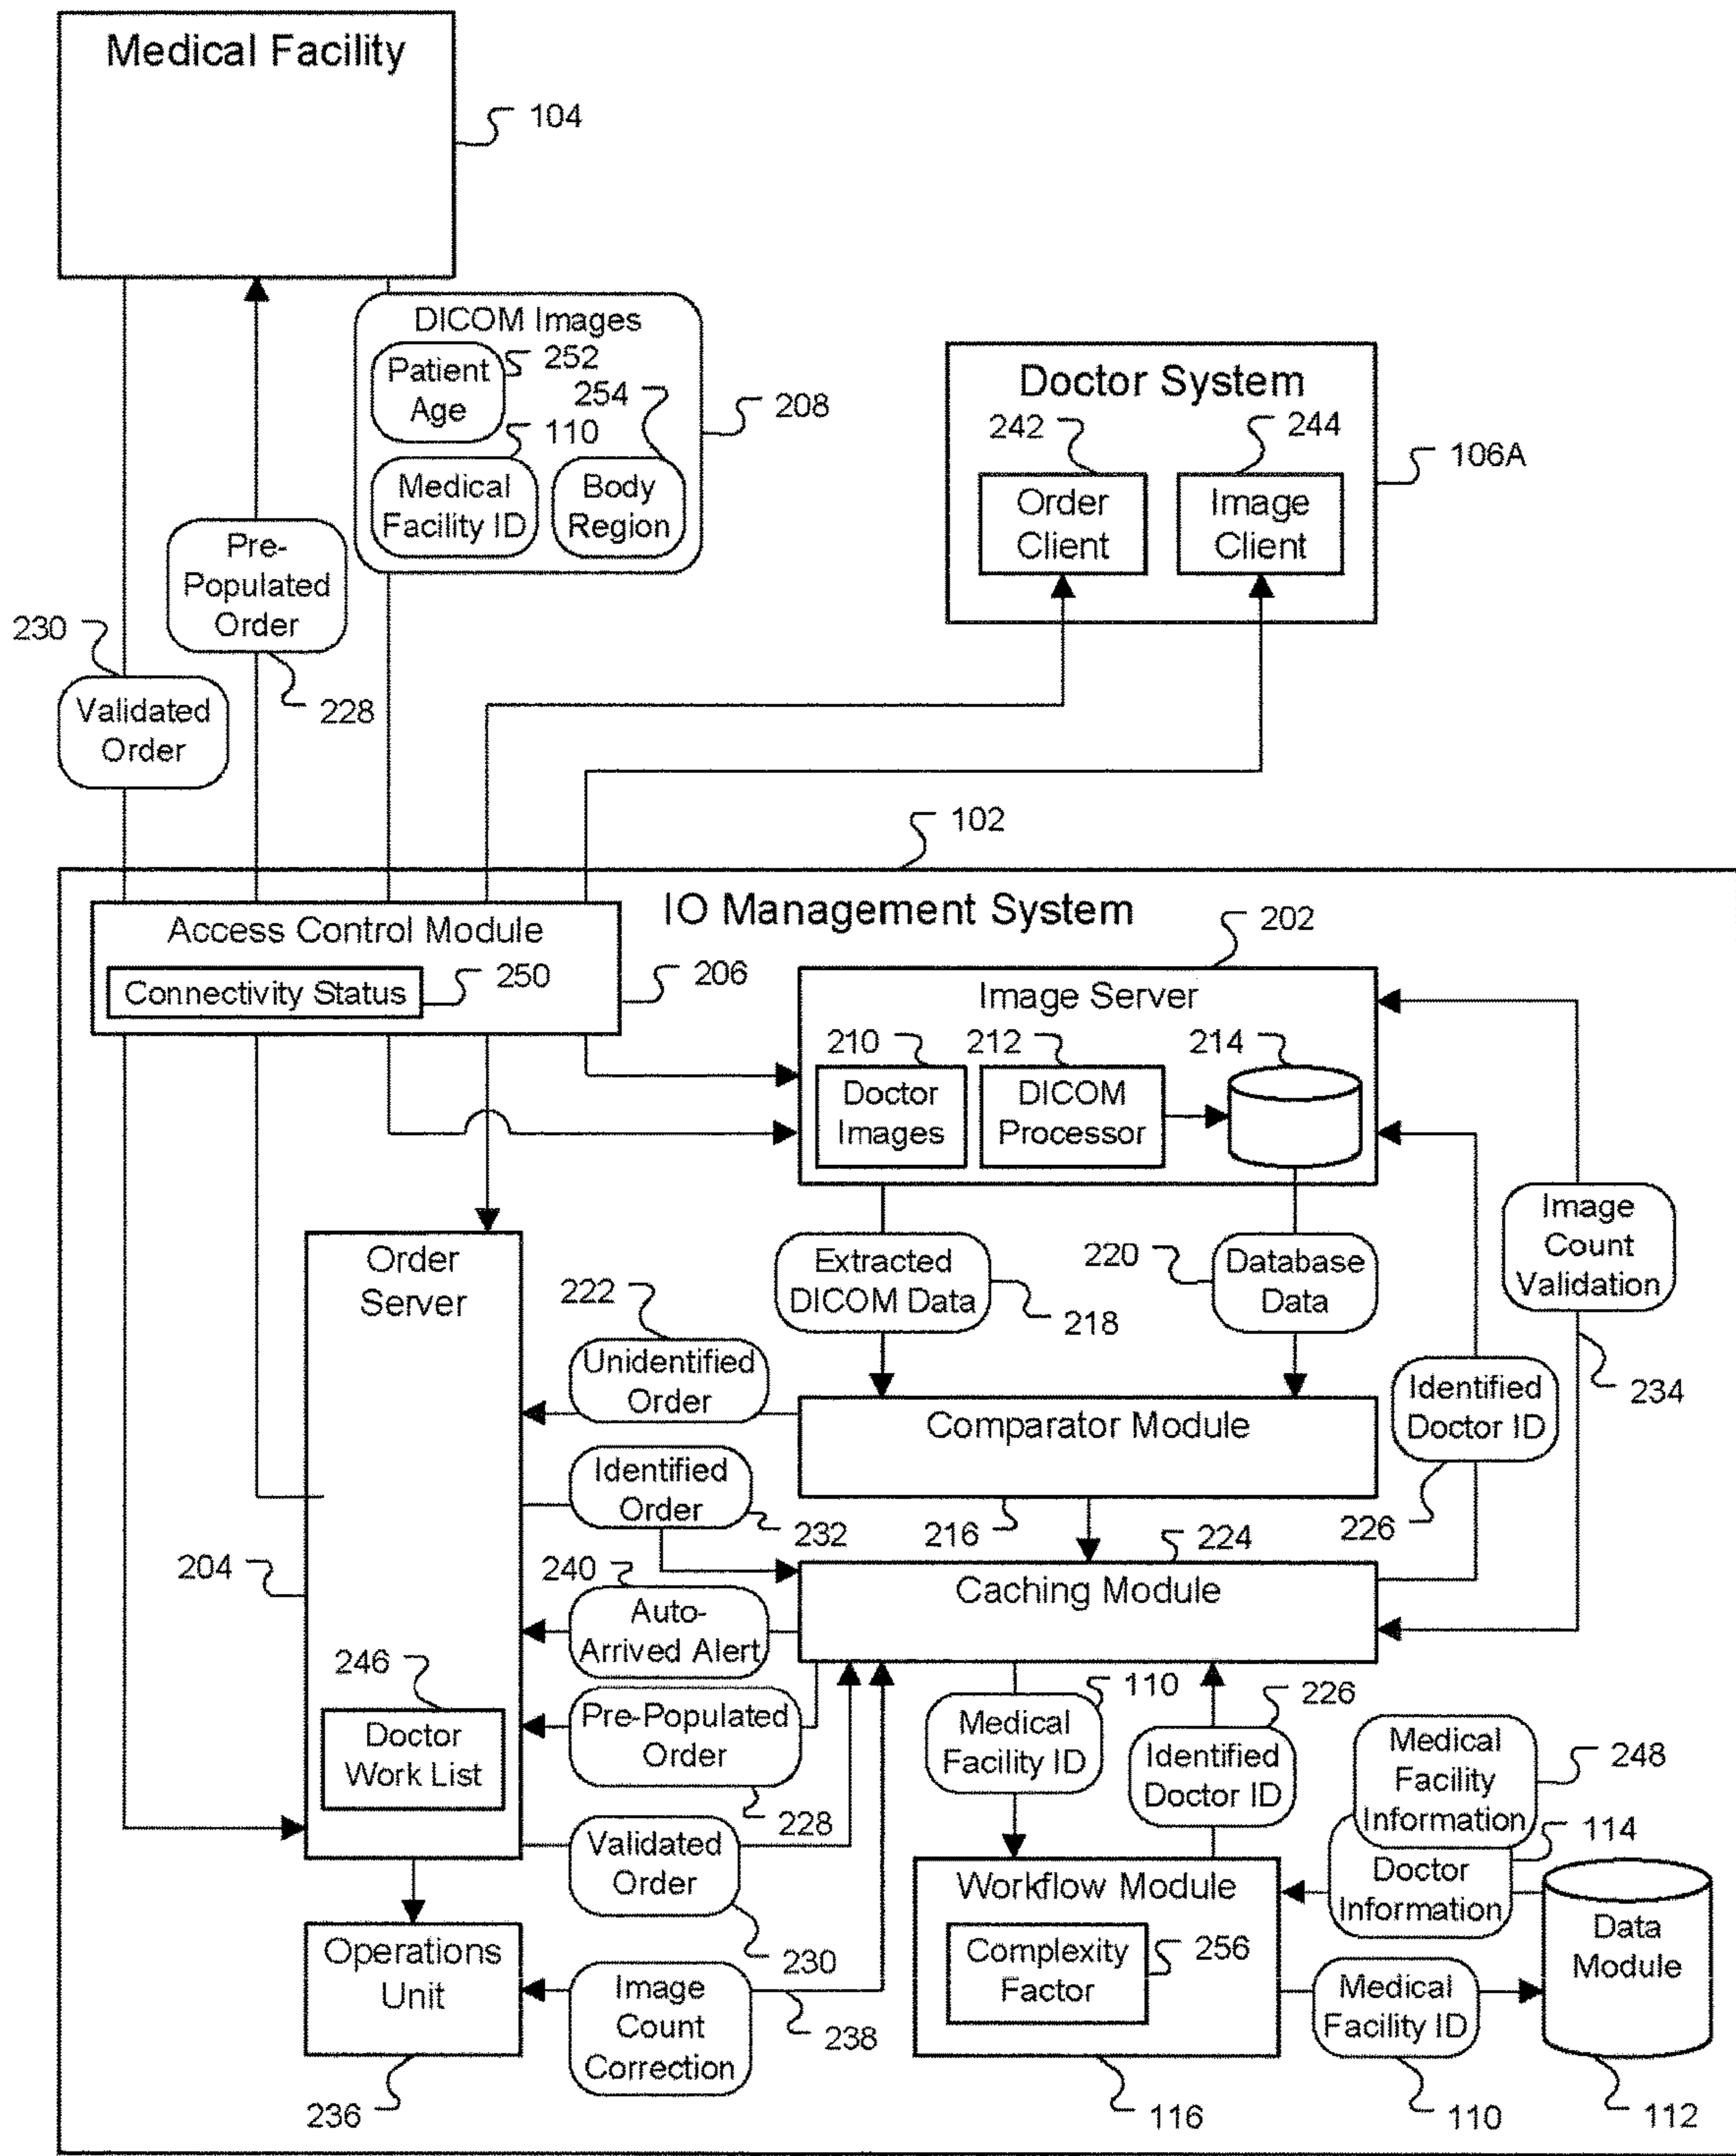 Medical Facility
104
DICOM Images
Patient
Age
252
254
208
110
Medical
Facility ID
Body
Region
Doctor System
242
244
106A
Order
Client
Image
Client
Pre-
Populated
Order
230
228
Validated
Order
102
IO Management System
Access Control Module
Connectivity Status
250
206
202
Image Server
210
212
214
Doctor
Images
DICOM
Processor
Image
Count
Validation
234
Order
Server
Extracted
DICOM Data
218
220
Database
Data
222
Unidentified
Order
Comparator Module
Identified
Doctor ID
226
Identified
Order
232
216
224
204
240
Caching Module
Auto-
Arrived Alert
246
Doctor
Work List
Pre-Populated
Order
228
Medical
Facility ID
110
226
Identified
Doctor ID
Medical
Facility
Information
248
114
Doctor
Information
Validated
Order
230
Workflow Module
Complexity
Factor
256
Data
Module
Operations
Unit
Image
Count
Correction
238
Medical
Facility ID
236
116
110
112